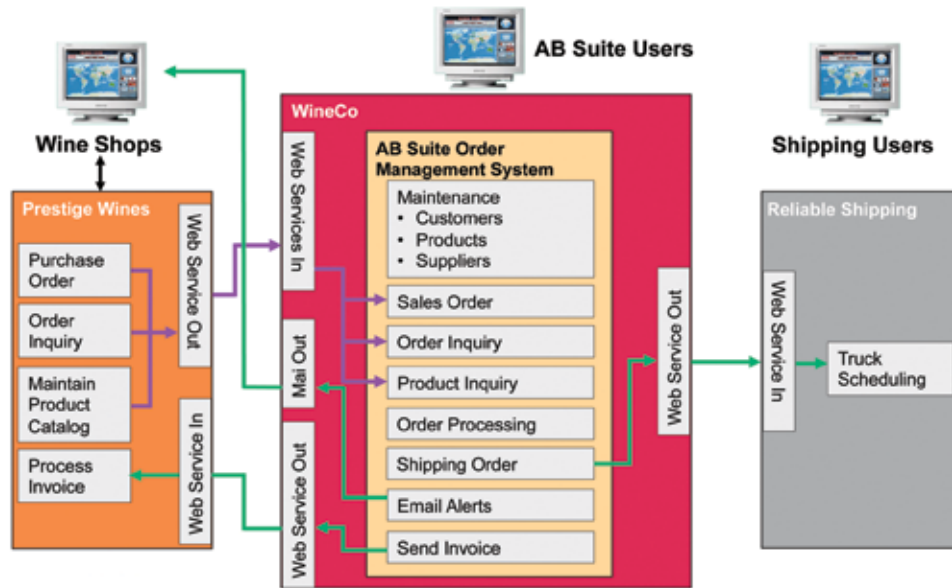 AB Suite Users
Wine Shops
Shipping Users
Prestige Wines
Purchase
Order
Order
Inquiry
Maintain
Product
Catalog
Process
Invoice
Web Service Out
Web Service In
WineCo
Web Services In
Mai Out
Web Service Out
AB Suite Order
Management System
Maintenance
• Customers
• Products
• Suppliers
Sales Order
Order Inquiry
Product Inquiry
Order Processing
Shipping Order
Email Alerts
Send Invoice
Web Service Out
Reliable Shipping
Web Service In
Truck
Scheduling